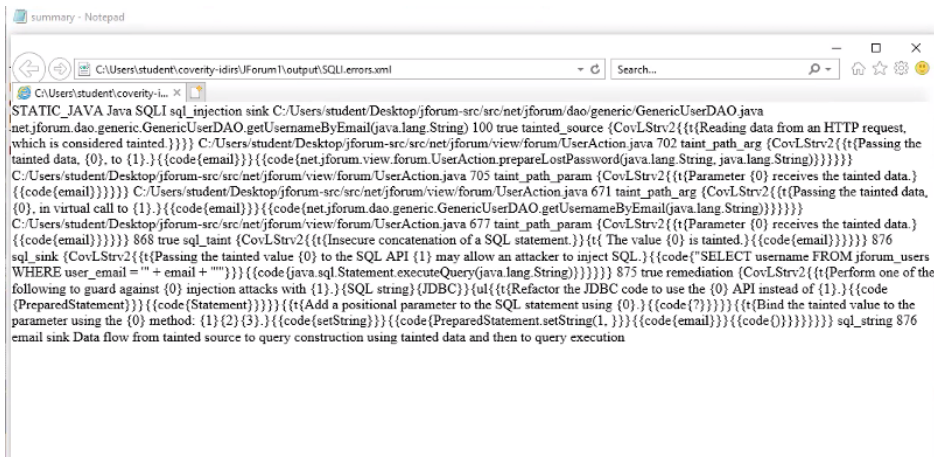 summary - Notepad
C:\Users\student\coverity-idirs\JForum1\output\SQLI.errors.xml
Search...
C:\Users\student\coverity-i...
STATIC_JAVA Java SQLI sql_injection sink C:/Users/student/Desktop/jforum-src/src/net/jforum/dao/generic/GenericUserDAO.java
net.jforum.dao.generic.GenericUserDAO.getUsernameByEmail(java.lang.String) 100 true tainted_source {CovLStrv2{{t{Reading data from an HTTP request,
which is considered tainted.}}}} C:/Users/student/Desktop/jforum-src/src/net/jforum/view/forum/UserAction.java 702 taint_path_arg {CovLStrv2{{t{Passing the
tainted data, {0}, to {1}.}{{code{email}}}{{code{net.jforum.view.forum.UserAction.prepareLostPassword(java.lang.String, java.lang.String)}}}}}}
C:/Users/student/Desktop/jforum-src/src/net/jforum/view/forum/UserAction.java 705 taint_path_param {CovLStrv2{{t{Parameter {0} receives the tainted data.}
{{code{email}}}}}} C:/Users/student/Desktop/jforum-src/src/net/jforum/view/forum/UserAction.java 671 taint_path_arg {CovLStrv2{{t{Passing the tainted data,
{0}, in virtual call to {1}.}{{code{email}}}{{code{net.jforum.dao.generic.GenericUserDAO.getUsernameByEmail(java.lang.String)}}}}}}
C:/Users/student/Desktop/jforum-src/src/net/jforum/view/forum/UserAction.java 677 taint_path_param {CovLStrv2{{t{Parameter {0} receives the tainted data.}
{{code{email}}}}}} 868 true sql_taint {CovLStrv2{{t{Insecure concatenation of a SQL statement.}}{t{ The value {0} is tainted.}{{code{email}}}}}} 876
sql_sink {CovLStrv2{{t{Passing the tainted value {0} to the SQL API {1} may allow an attacker to inject SQL.}{{code{"SELECT username FROM jforum_users
WHERE user_email = '" + email + "'"}}}{{code{java.sql.Statement.executeQuery(java.lang.String)}}}}}} 875 true remediation {CovLStrv2{{t{Perform one of the
following to guard against {0} injection attacks with {1}.}{SQL string}{JDBC}}{ul{{t{Refactor the JDBC code to use the {0} API instead of {1}.}{{code
{PreparedStatement}}}{{code{Statement}}}}}{{t{Add a positional parameter to the SQL statement using {0}.}{{code{?}}}}}{{t{Bind the tainted value to the
parameter using the {0} method: {1}{2}{3}.}{{code{setString}}}{{code{PreparedStatement.setString(1, }}}{{code{email}}}{{code{)}}}}}}}} sql_string 876
email sink Data flow from tainted source to query construction using tainted data and then to query execution